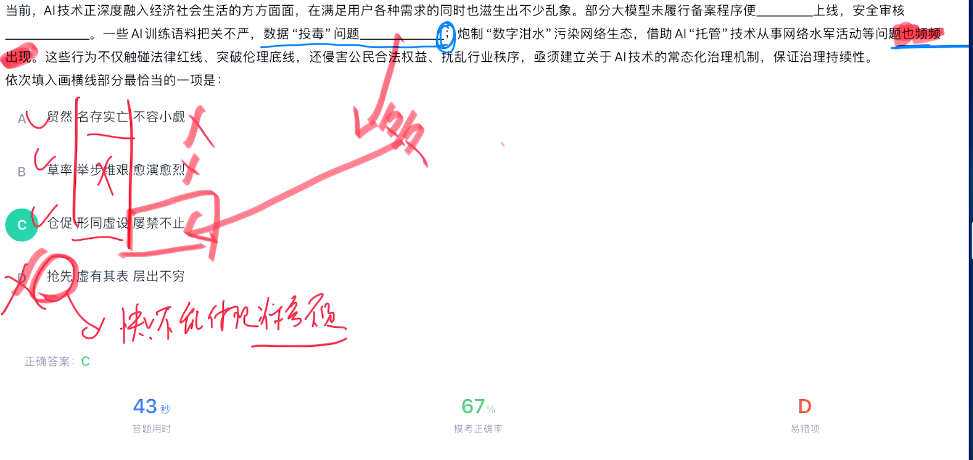 当前，AI技术正深度融入经济社会生活的方方面面，在满足用户各种需求的同时也滋生出不少乱象。部分大模型未履行备案程序便________上线，安全审核
____________。一些AI训练语料把关不严，数据“投毒”问题____________；炮制“数字泔水”污染网络生态，借助AI“托管”技术从事网络水军活动等问题也频频
出现。这些行为不仅触碰法律红线、突破伦理底线，还侵害公民合法权益、扰乱行业秩序，亟须建立关于AI技术的常态化治理机制，保证治理持续性。
依次填入画横线部分最恰当的一项是：
A 贸然 名存实亡 不容小觑
B 草率 举步维艰 愈演愈烈
C 仓促 形同虚设 屡禁不止
D 抢先 虚有其表 层出不穷
快 不
正确答案：C
43秒 67% D
答题用时 模考正确率 易错项